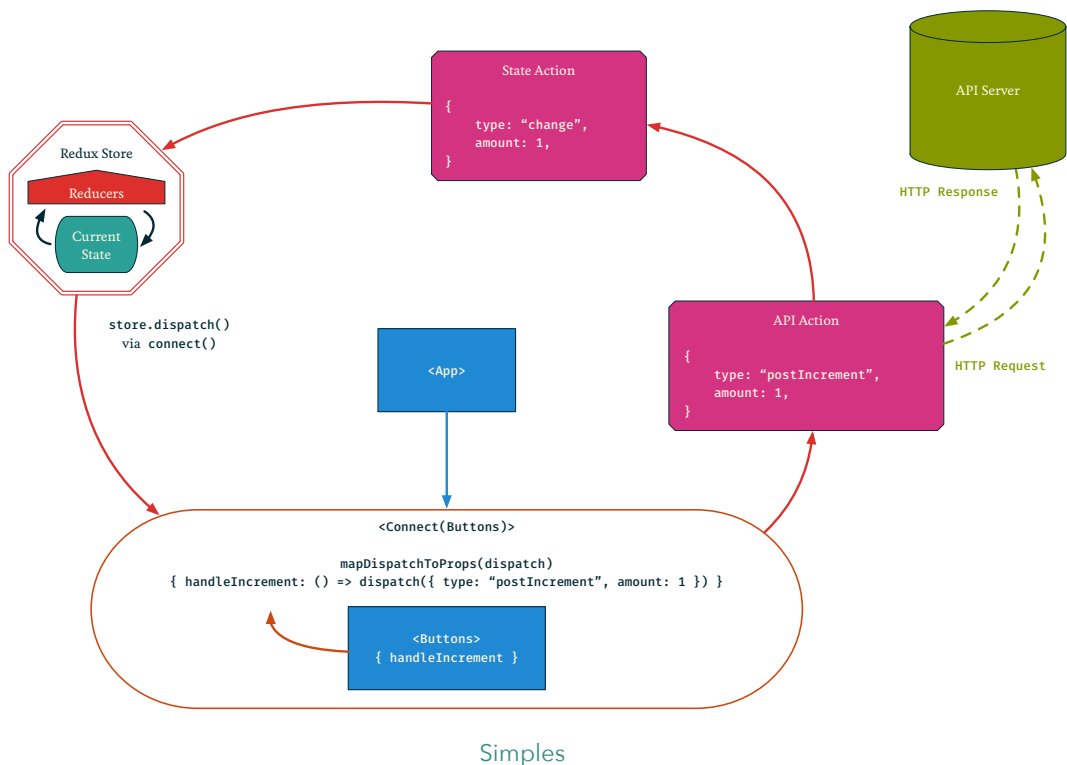 State Action
{
type: “change”,
amount: 1,
}
API Server
Redux Store
Reducers
Current
State
HTTP Response
store.dispatch()
via connect()
<App>
API Action
{
type: “postIncrement”,
amount: 1,
}
HTTP Request
<Connect(Buttons)>
mapDispatchToProps(dispatch)
{ handleIncrement: () => dispatch({ type: “postIncrement”, amount: 1 }) }
<Buttons>
{ handleIncrement }
Simples